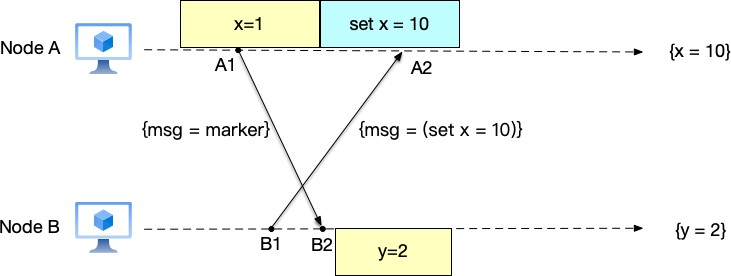 x=1
set x = 10
Node A
{x = 10}
A1
A2
{msg = marker}
{msg = (set x = 10)}
Node B
{y = 2}
B1
B2
y=2